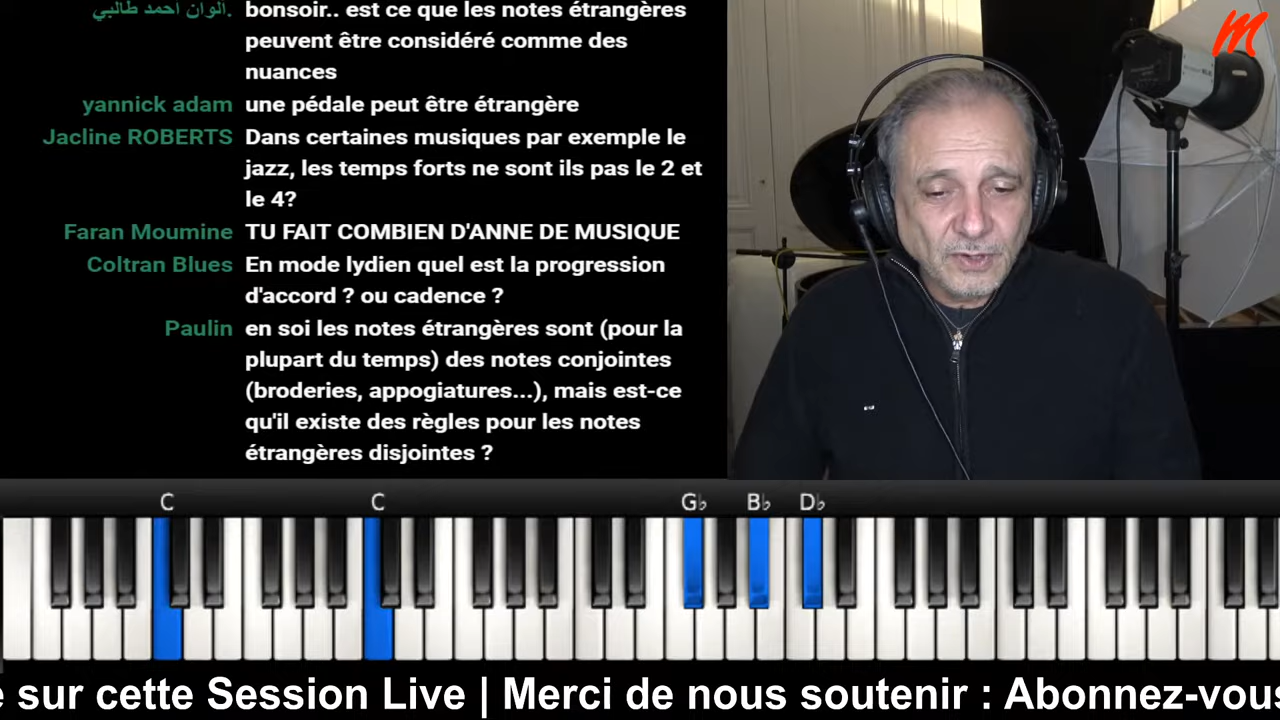 ألوان أحمد طالبي. bonsoir.. est ce que les notes étrangères
peuvent être considéré comme des
nuances
yannick adam une pédale peut être étrangère
Jacline ROBERTS Dans certaines musiques par exemple le
jazz, les temps forts ne sont ils pas le 2 et
le 4?
Faran Moumine TU FAIT COMBIEN D'ANNE DE MUSIQUE
Coltran Blues En mode lydien quel est la progression
d'accord ? ou cadence ?
Paulin en soi les notes étrangères sont (pour la
plupart du temps) des notes conjointes
(broderies, appogiatures...), mais est-ce
qu'il existe des règles pour les notes
étrangères disjointes ?
M
C C G♭ B♭ D♭
e sur cette Session Live | Merci de nous soutenir : Abonnez-vous